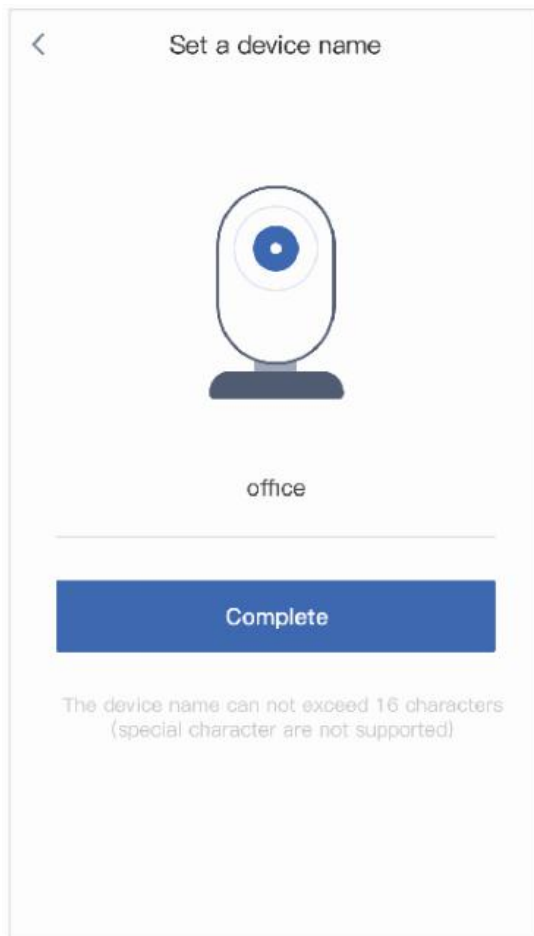 Set a device name
office
Complete
The device name can not exceed 16 characters
(special character are not supported)